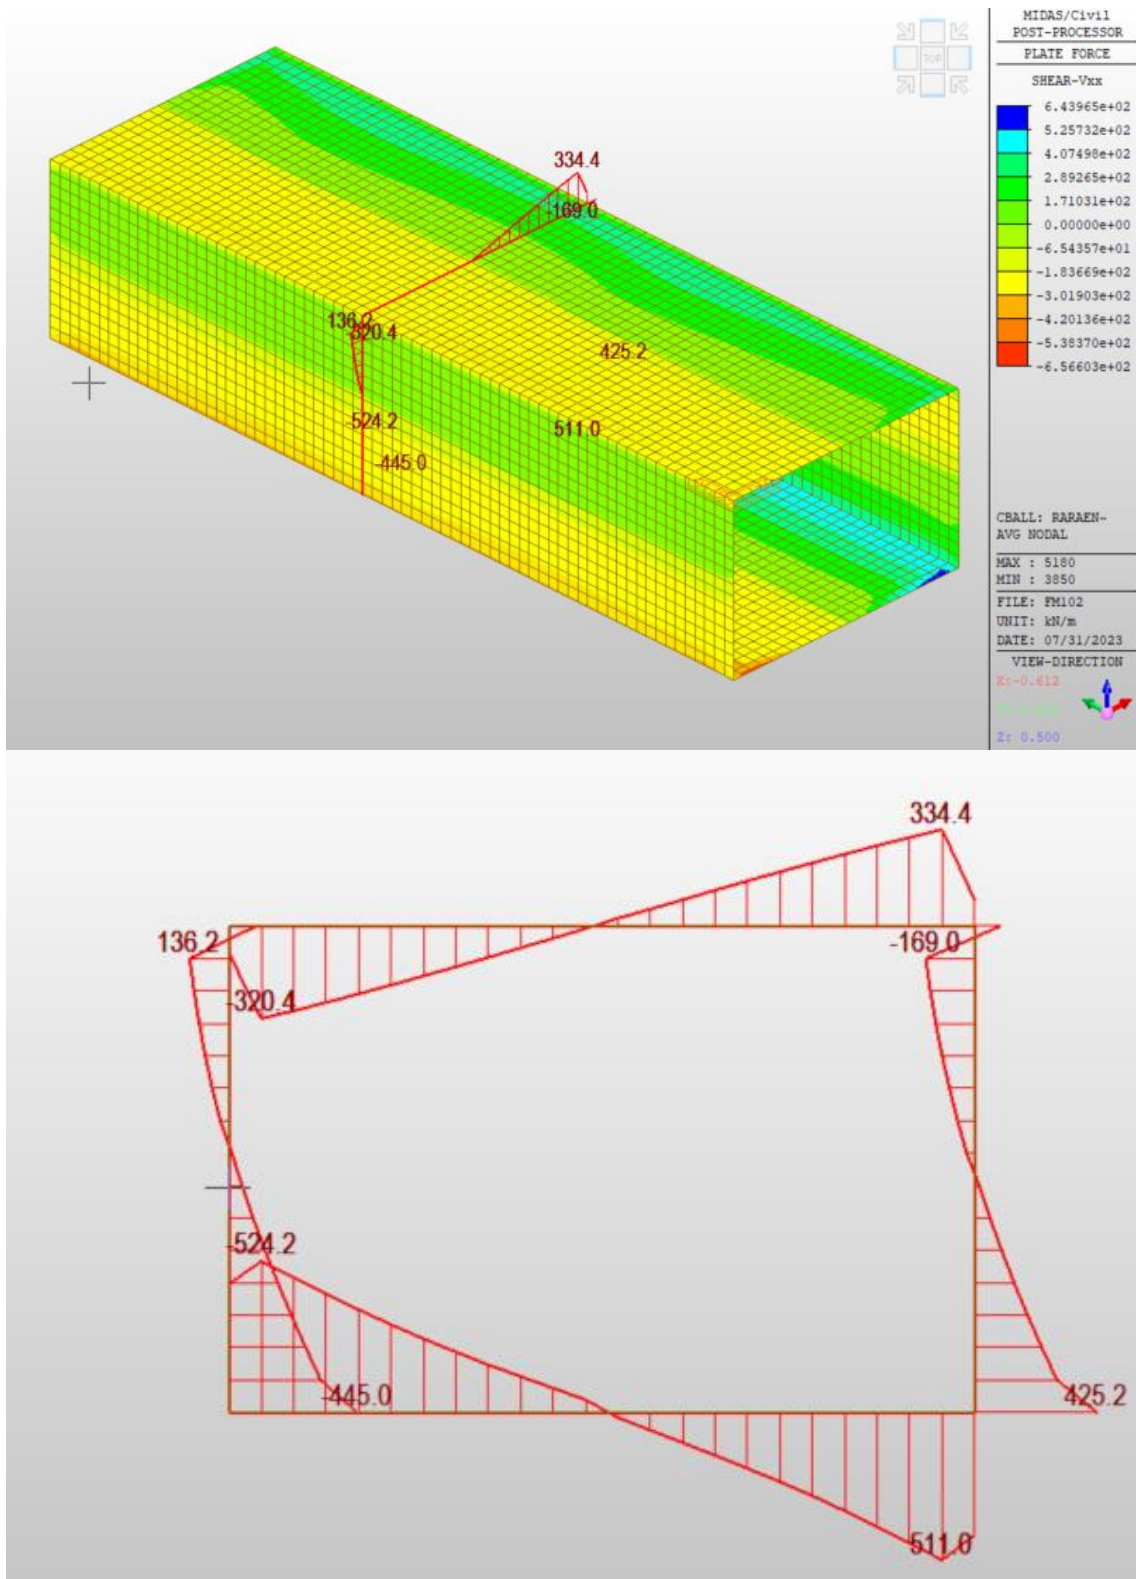 MIDAS/Civil
POST-PROCESSOR
PLATE FORCE
SHEAR-Vxx
6.43965e+02
5.25732e+02
4.07498e+02
2.89265e+02
1.71031e+02
0.00000e+00
-6.54357e+01
-1.83669e+02
-3.01903e+02
-4.20136e+02
-5.38370e+02
-6.56603e+02
CBALL: RARAEN-
AVG NODAL
MAX : 5180
MIN : 3850
FILE: FM102
UNIT: kN/m
DATE: 07/31/2023
VIEW-DIRECTION
X:-0.612
Z: 0.500
TOP
334.4
-169.0
136.2
320.4
425.2
-524.2
511.0
-445.0
334.4
136.2
-169.0
-320.4
-524.2
-445.0
425.2
511.0